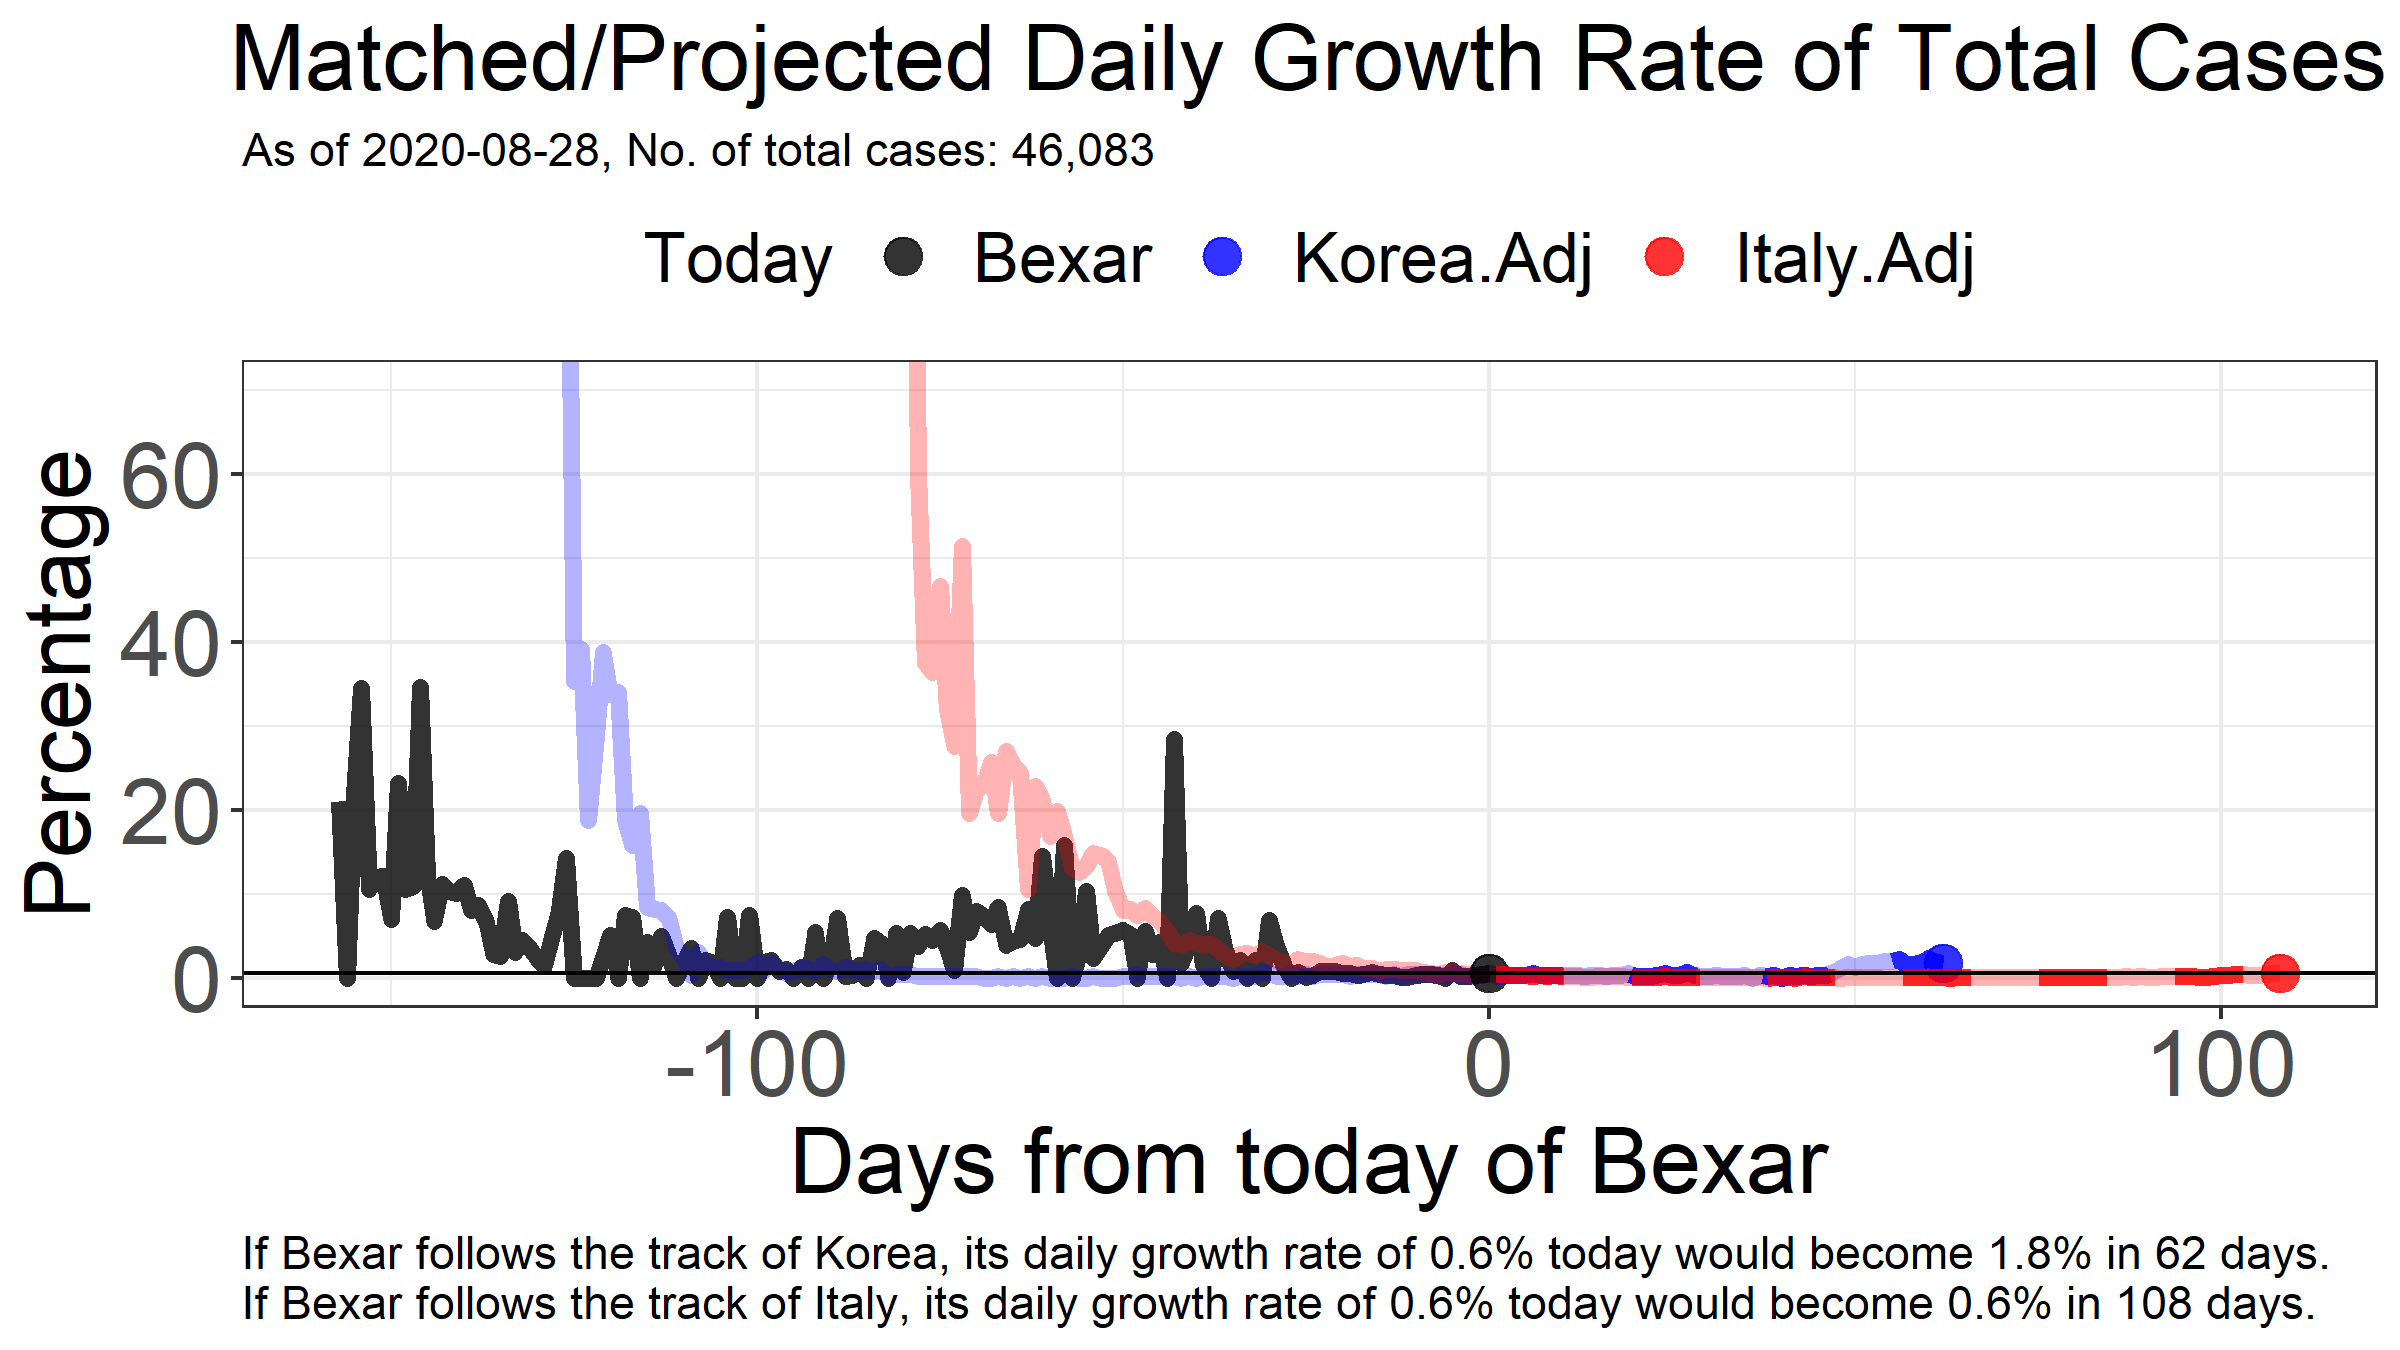 Matched/Projected Daily Growth Rate of Total Cases
As of 2020-08-28, No. of total cases: 46,083
Today Bexar Korea.Adj Italy.Adj
Percentage
60
40
20
0
-100 0 100
Days from today of Bexar
If Bexar follows the track of Korea, its daily growth rate of 0.6% today would become 1.8% in 62 days.
If Bexar follows the track of Italy, its daily growth rate of 0.6% today would become 0.6% in 108 days.